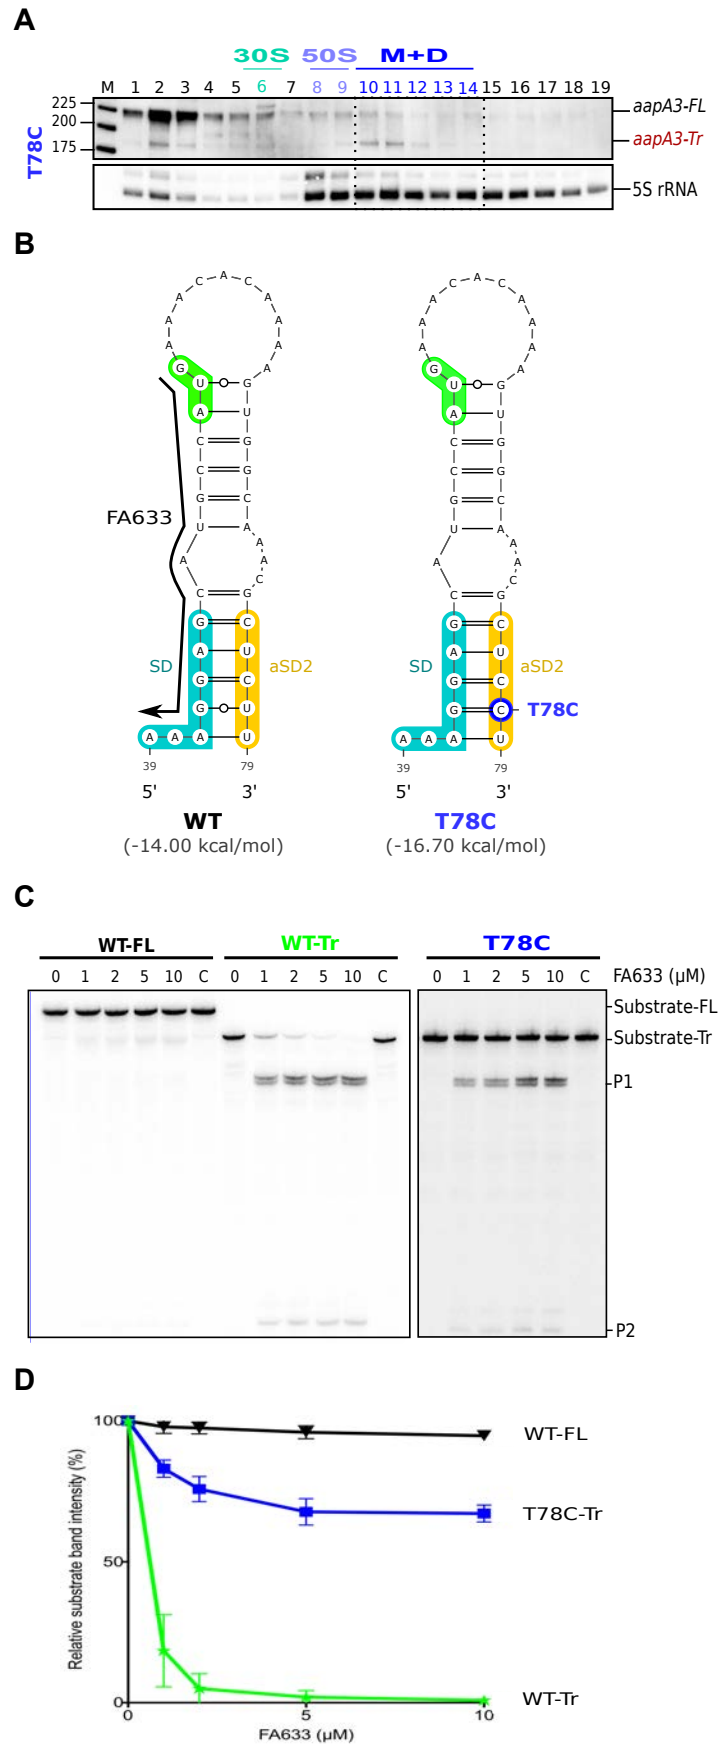 A
30S 50S M+D
M 1 2 3 4 5 6 7 8 9 10 11 12 13 14 15 16 17 18 19
T78C
225
200
175
aapA3-FL
aapA3-Tr
5S rRNA
B
A A C A C A A A A A A
G U G
A U
C G
C G
G C
U A
A A A C
C G
G C
A U
G C
G U
A A A A U
FA633
SD aSD2
39 79
5' 3'
WT
(-14.00 kcal/mol)
A A C A C A A A A A G
G U G
A U
C G
C G
G C
U A
A A A C
C G
G C
A U
G C
G C T78C
A A A A U
SD aSD2
39 79
5' 3'
T78C
(-16.70 kcal/mol)
C
WT-FL WT-Tr T78C
0 1 2 5 10 C 0 1 2 5 10 C 0 1 2 5 10 C FA633 (µM)
Substrate-FL
Substrate-Tr
P1
P2
D
Relative substrate band intensity (%)
100
50
0
0 5 10
FA633 (µM)
WT-FL
T78C-Tr
WT-Tr